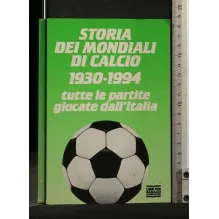 STORIA
DEI MONDIALI
DI CALCIO
1930-1994
tutte le partite
giocate dall'Italia